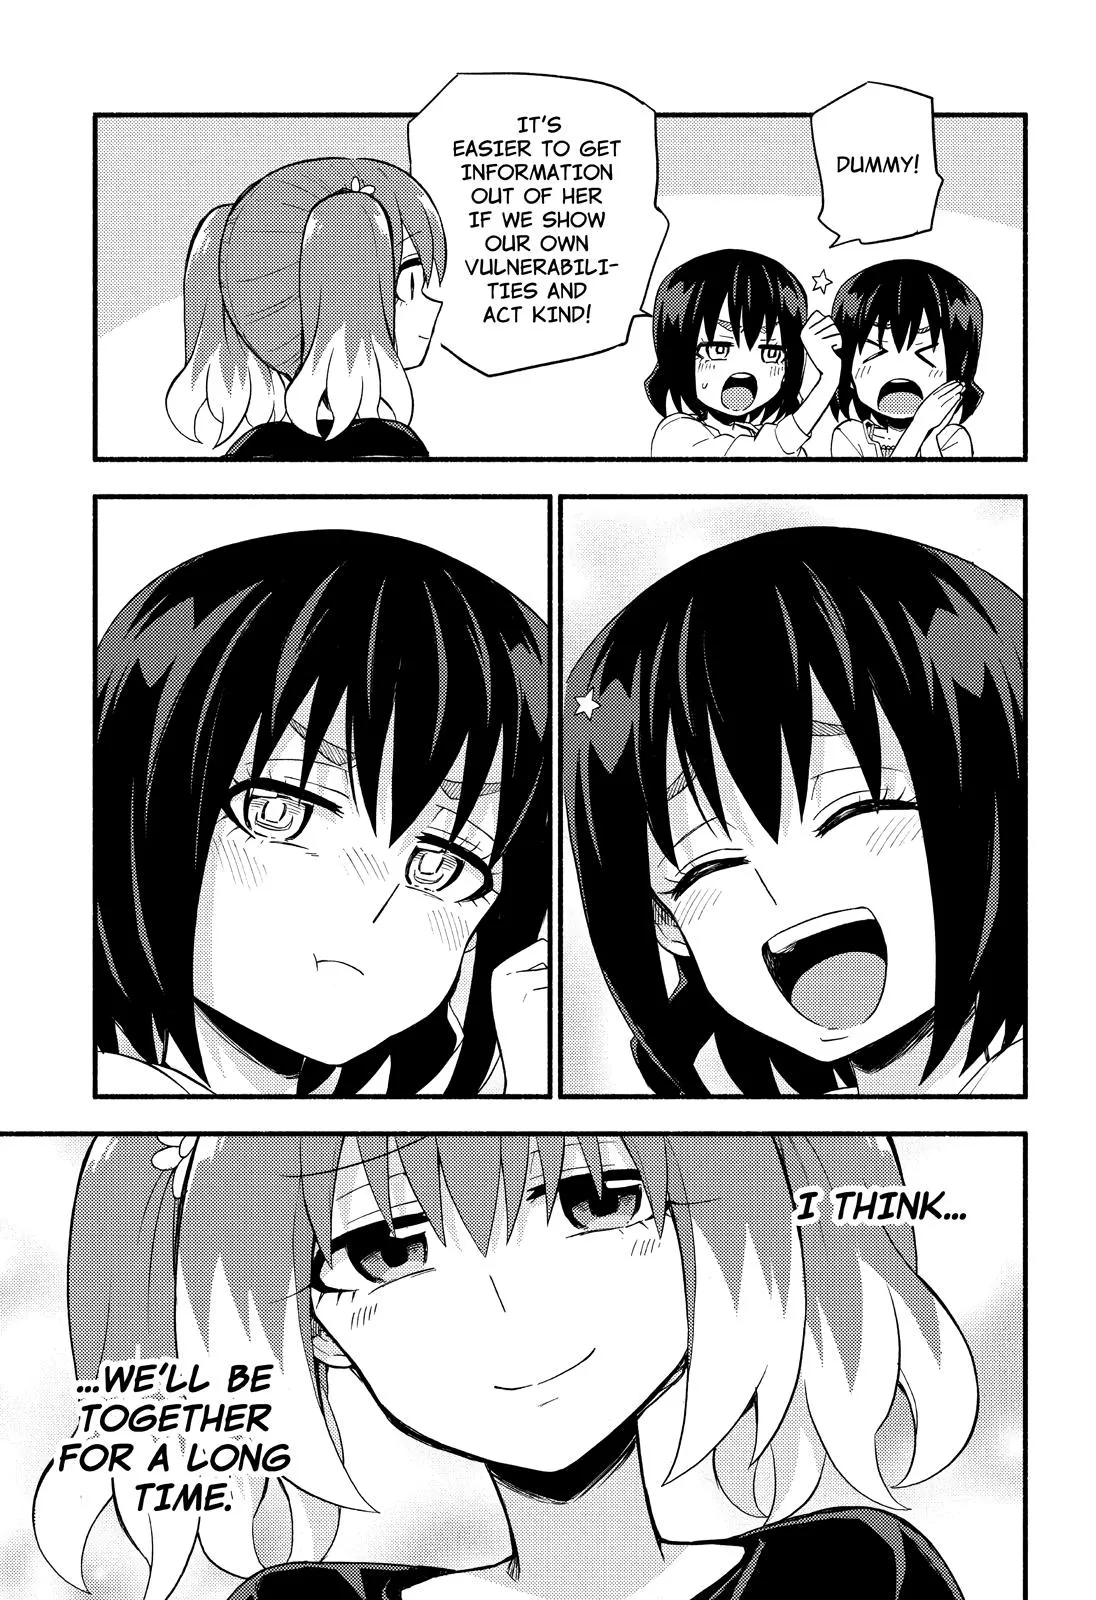 DUMMY!
IT'S
EASIER TO GET
INFORMATION
OUT OF HER
IF WE SHOW
OUR OWN
VULNERABILI-
TIES AND
ACT KIND!
I THINK...
...WE'LL BE
TOGETHER
FOR A LONG
TIME.